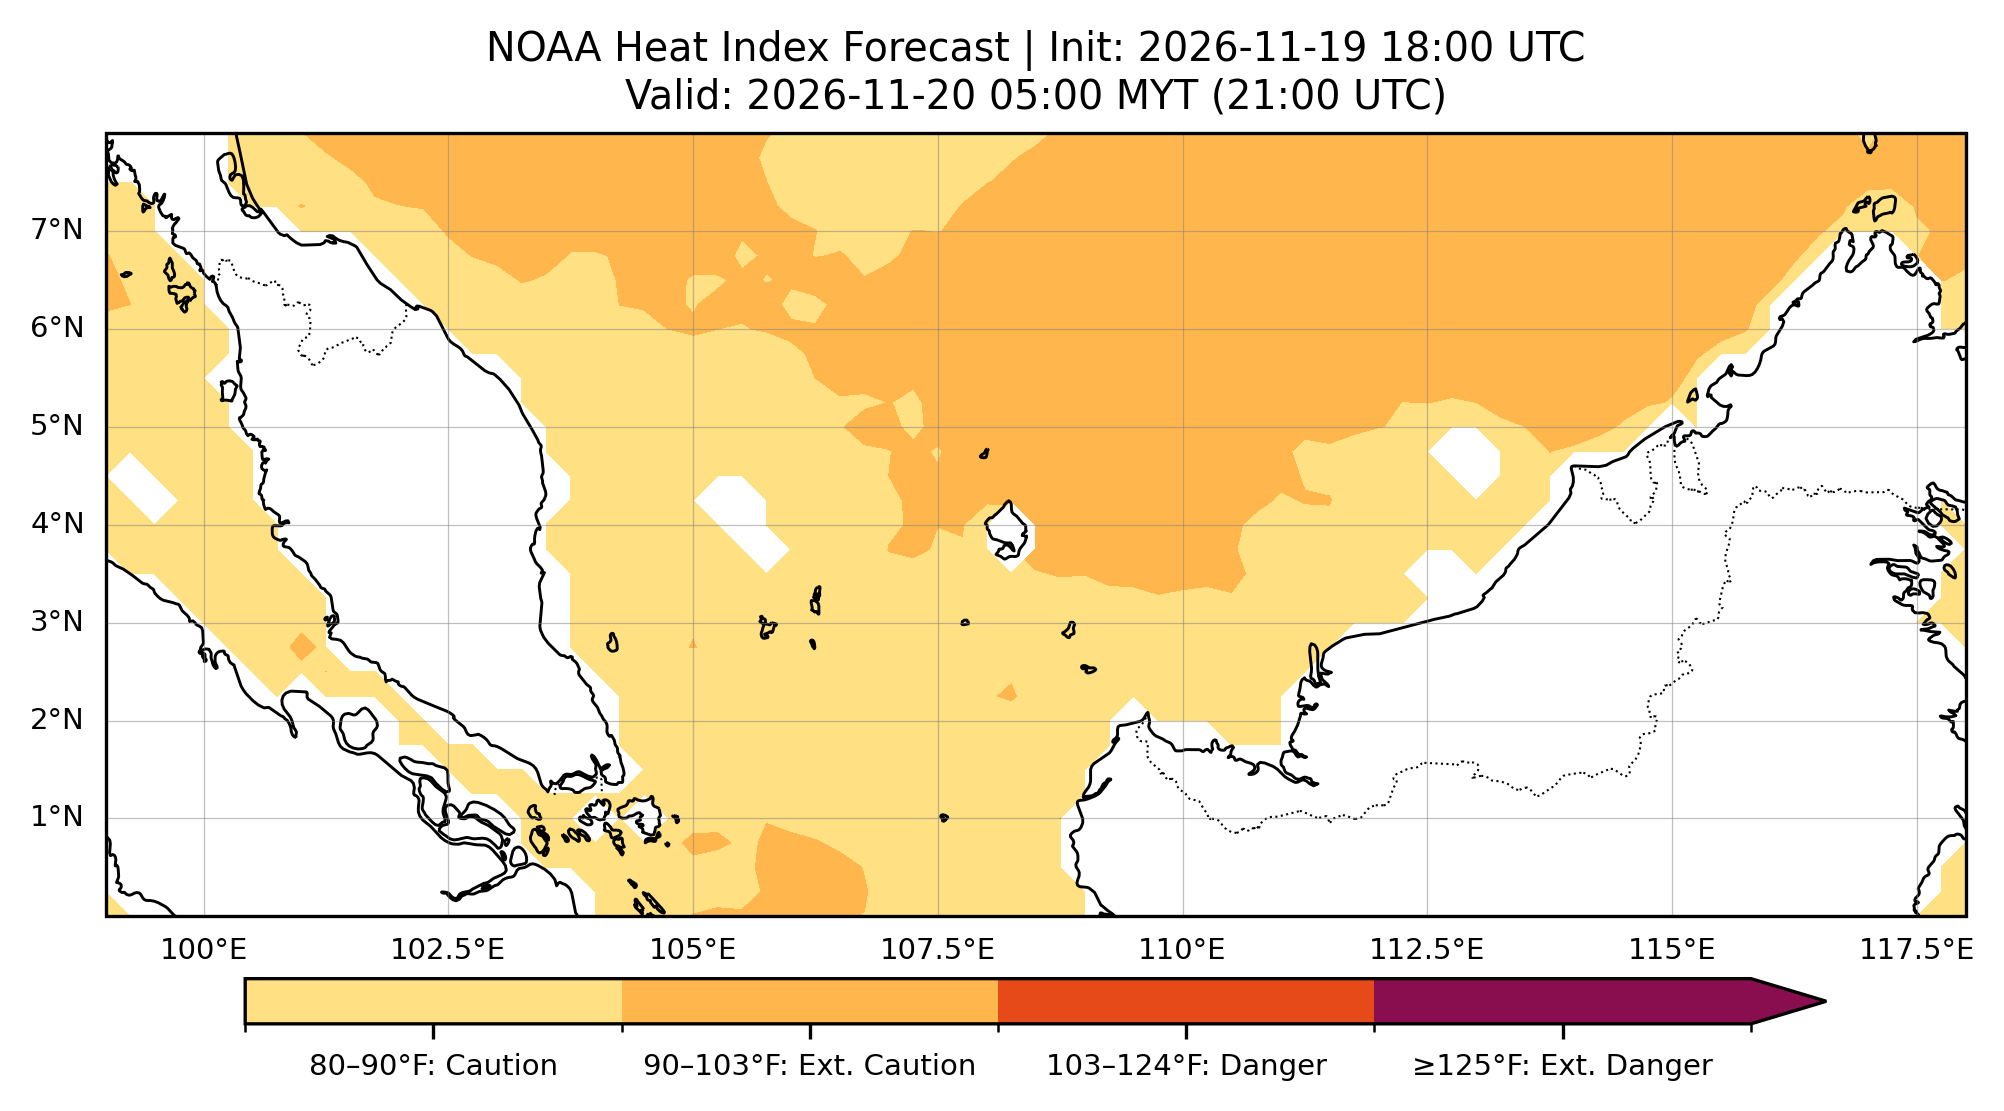 NOAA Heat Index Forecast | Init: 2026-11-19 18:00 UTC
Valid: 2026-11-20 05:00 MYT (21:00 UTC)
7°N
6°N
5°N
4°N
3°N
2°N
1°N
100°E 102.5°E 105°E 107.5°E 110°E 112.5°E 115°E 117.5°E
80–90°F: Caution 90–103°F: Ext. Caution 103–124°F: Danger ≥125°F: Ext. Danger